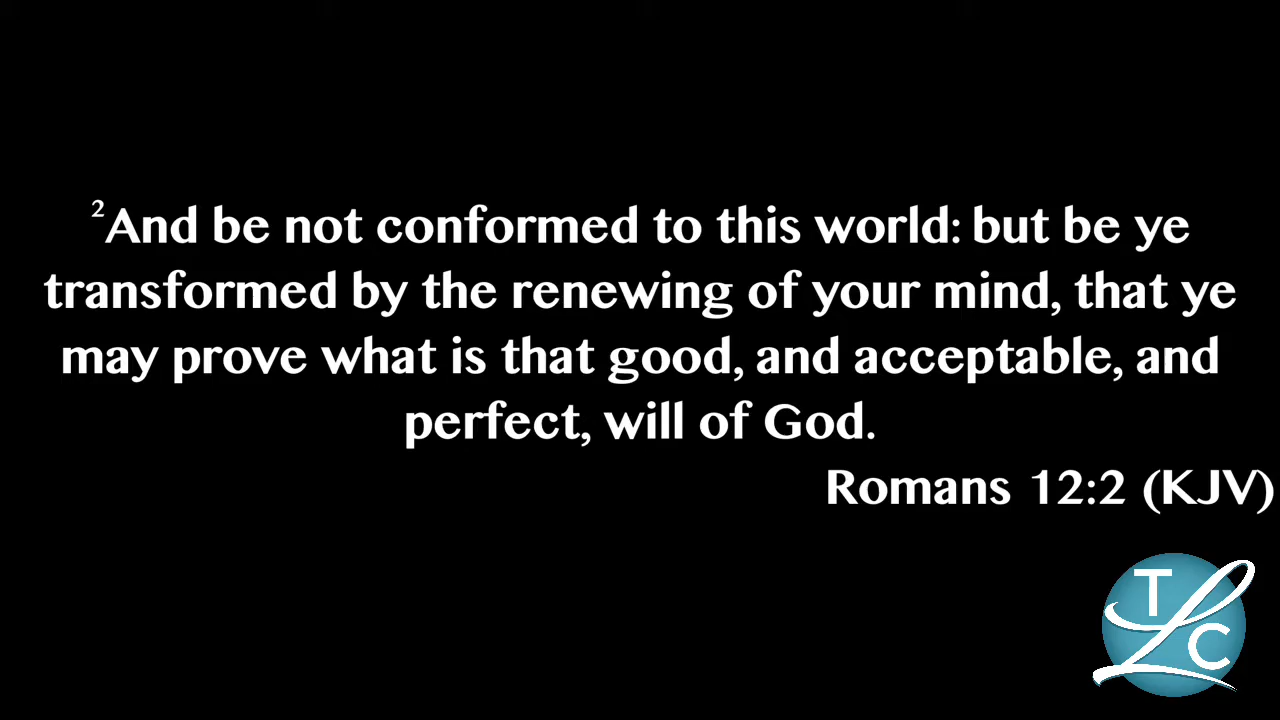 ²And be not conformed to this world: but be ye
transformed by the renewing of your mind, that ye
may prove what is that good, and acceptable, and
perfect, will of God.
Romans 12:2 (KJV)
TLC